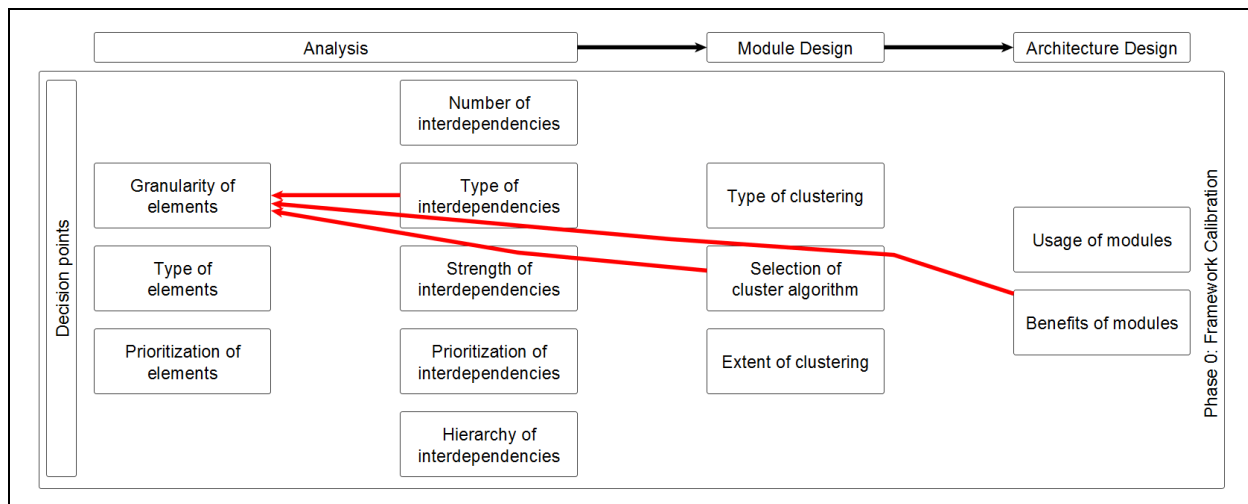 Analysis
Module Design
Architecture Design
Decision points
Granularity of
elements
Type of
elements
Prioritization of
elements
Number of
interdependencies
Type of
interdependencies
Strength of
interdependencies
Prioritization of
interdependencies
Hierarchy of
interdependencies
Type of clustering
Selection of
cluster algorithm
Extent of clustering
Usage of modules
Benefits of modules
Phase 0: Framework Calibration